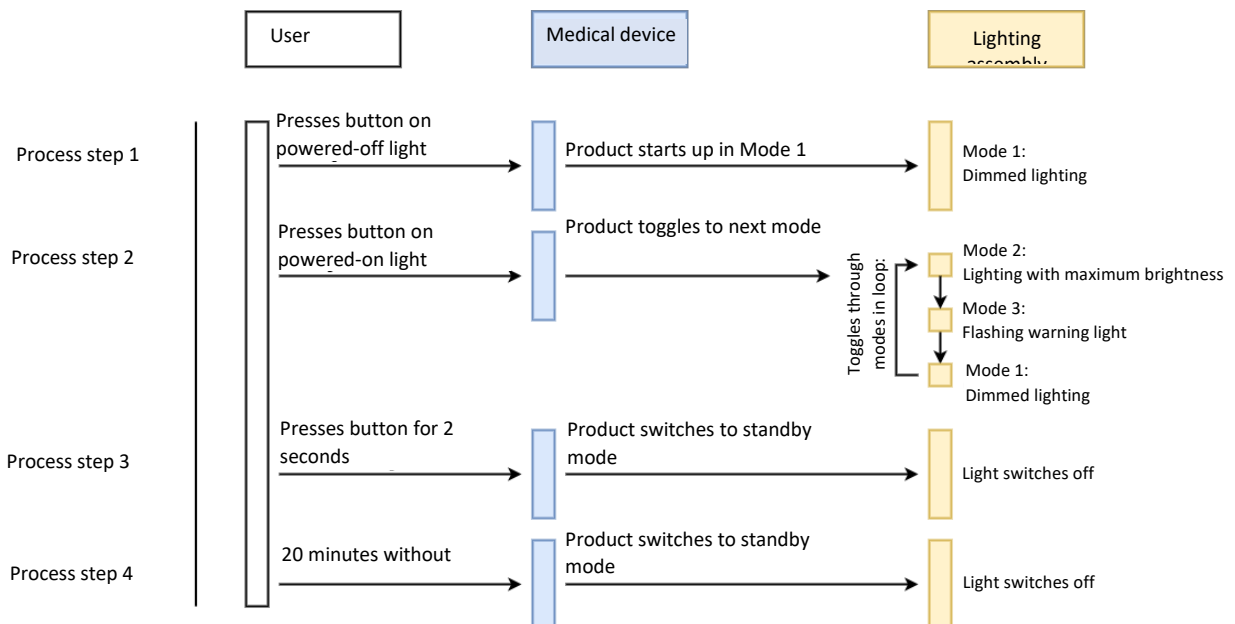 User
Medical device
Lighting
assembly
Process step 1
Presses button on
powered-off light
Product starts up in Mode 1
Mode 1:
Dimmed lighting
Process step 2
Presses button on
powered-on light
Product toggles to next mode
Toggles through
modes in loop:
Mode 2:
Lighting with maximum brightness
Mode 3:
Flashing warning light
Mode 1:
Dimmed lighting
Process step 3
Presses button for 2
seconds
Product switches to standby
mode
Light switches off
Process step 4
20 minutes without
Product switches to standby
mode
Light switches off